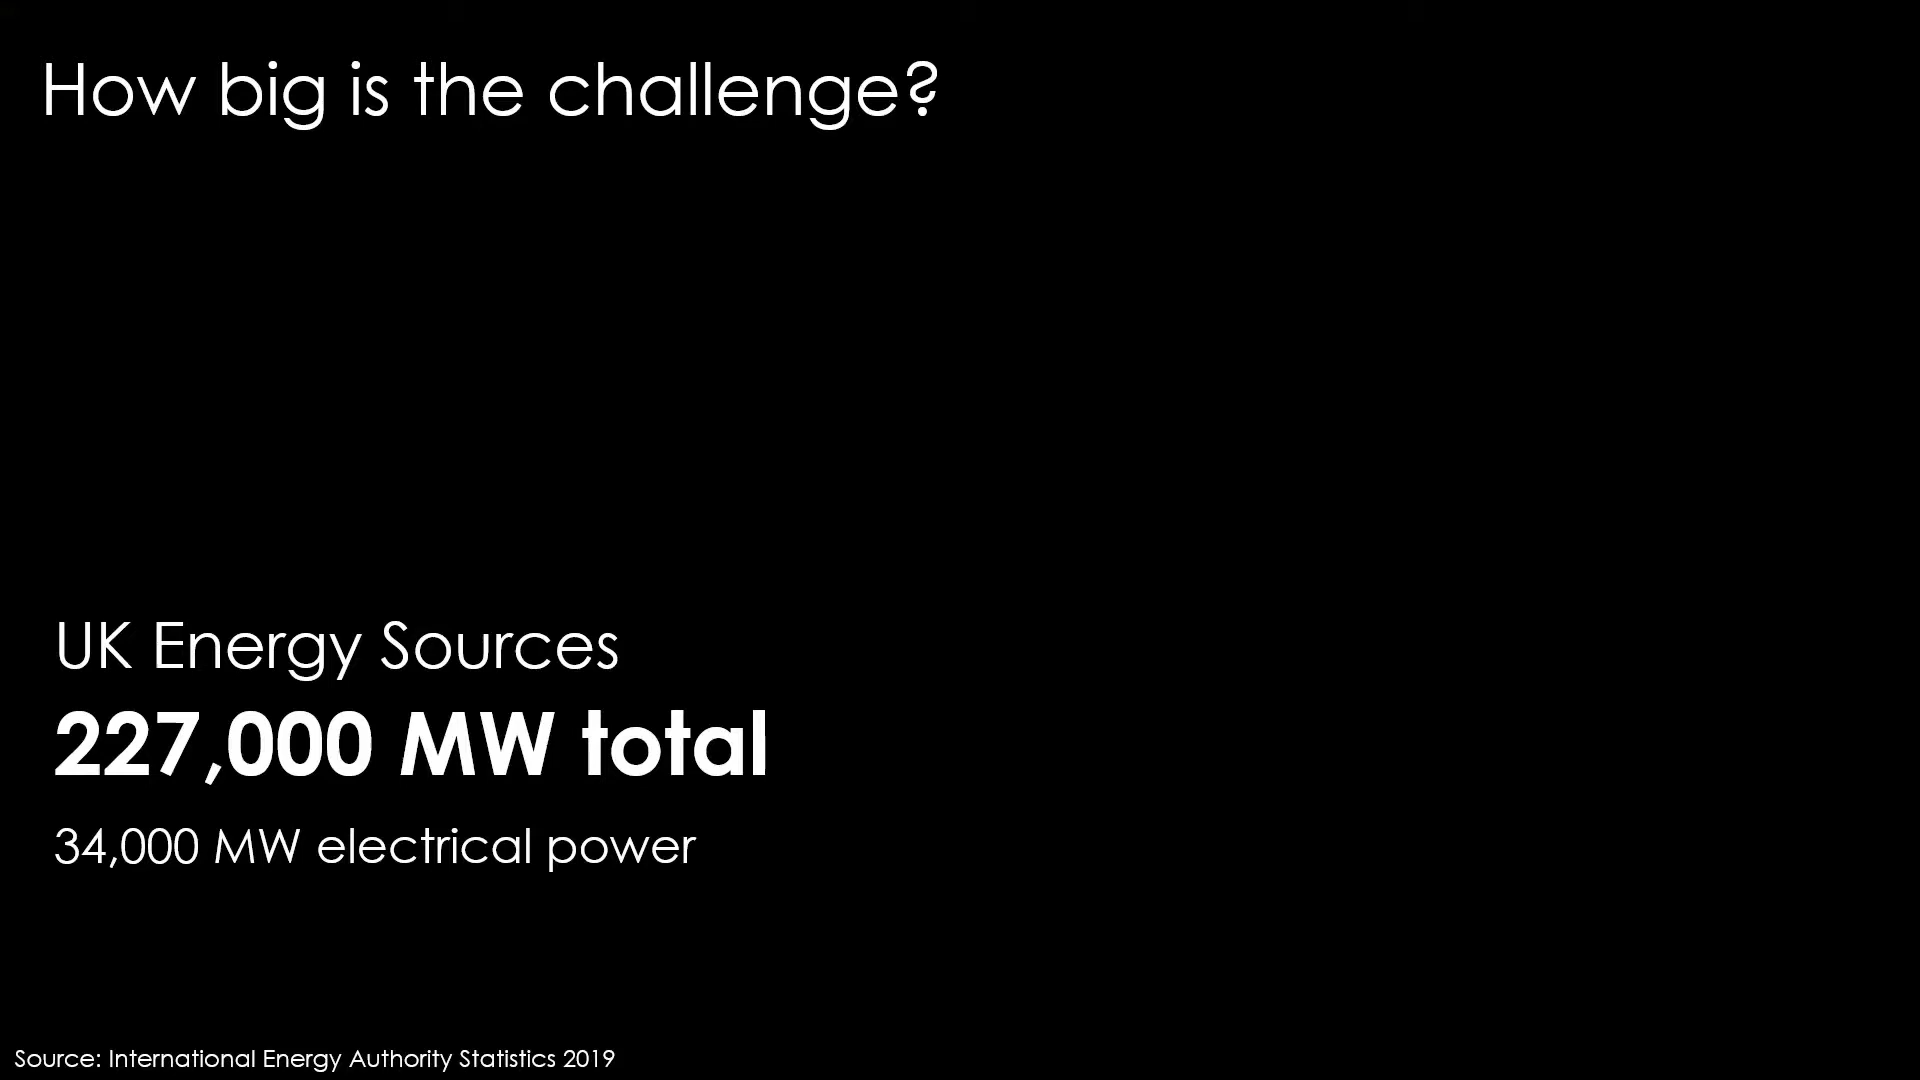 How big is the challenge?
UK Energy Sources
227,000 MW total
34,000 MW electrical power
Source: International Energy Authority Statistics 2019